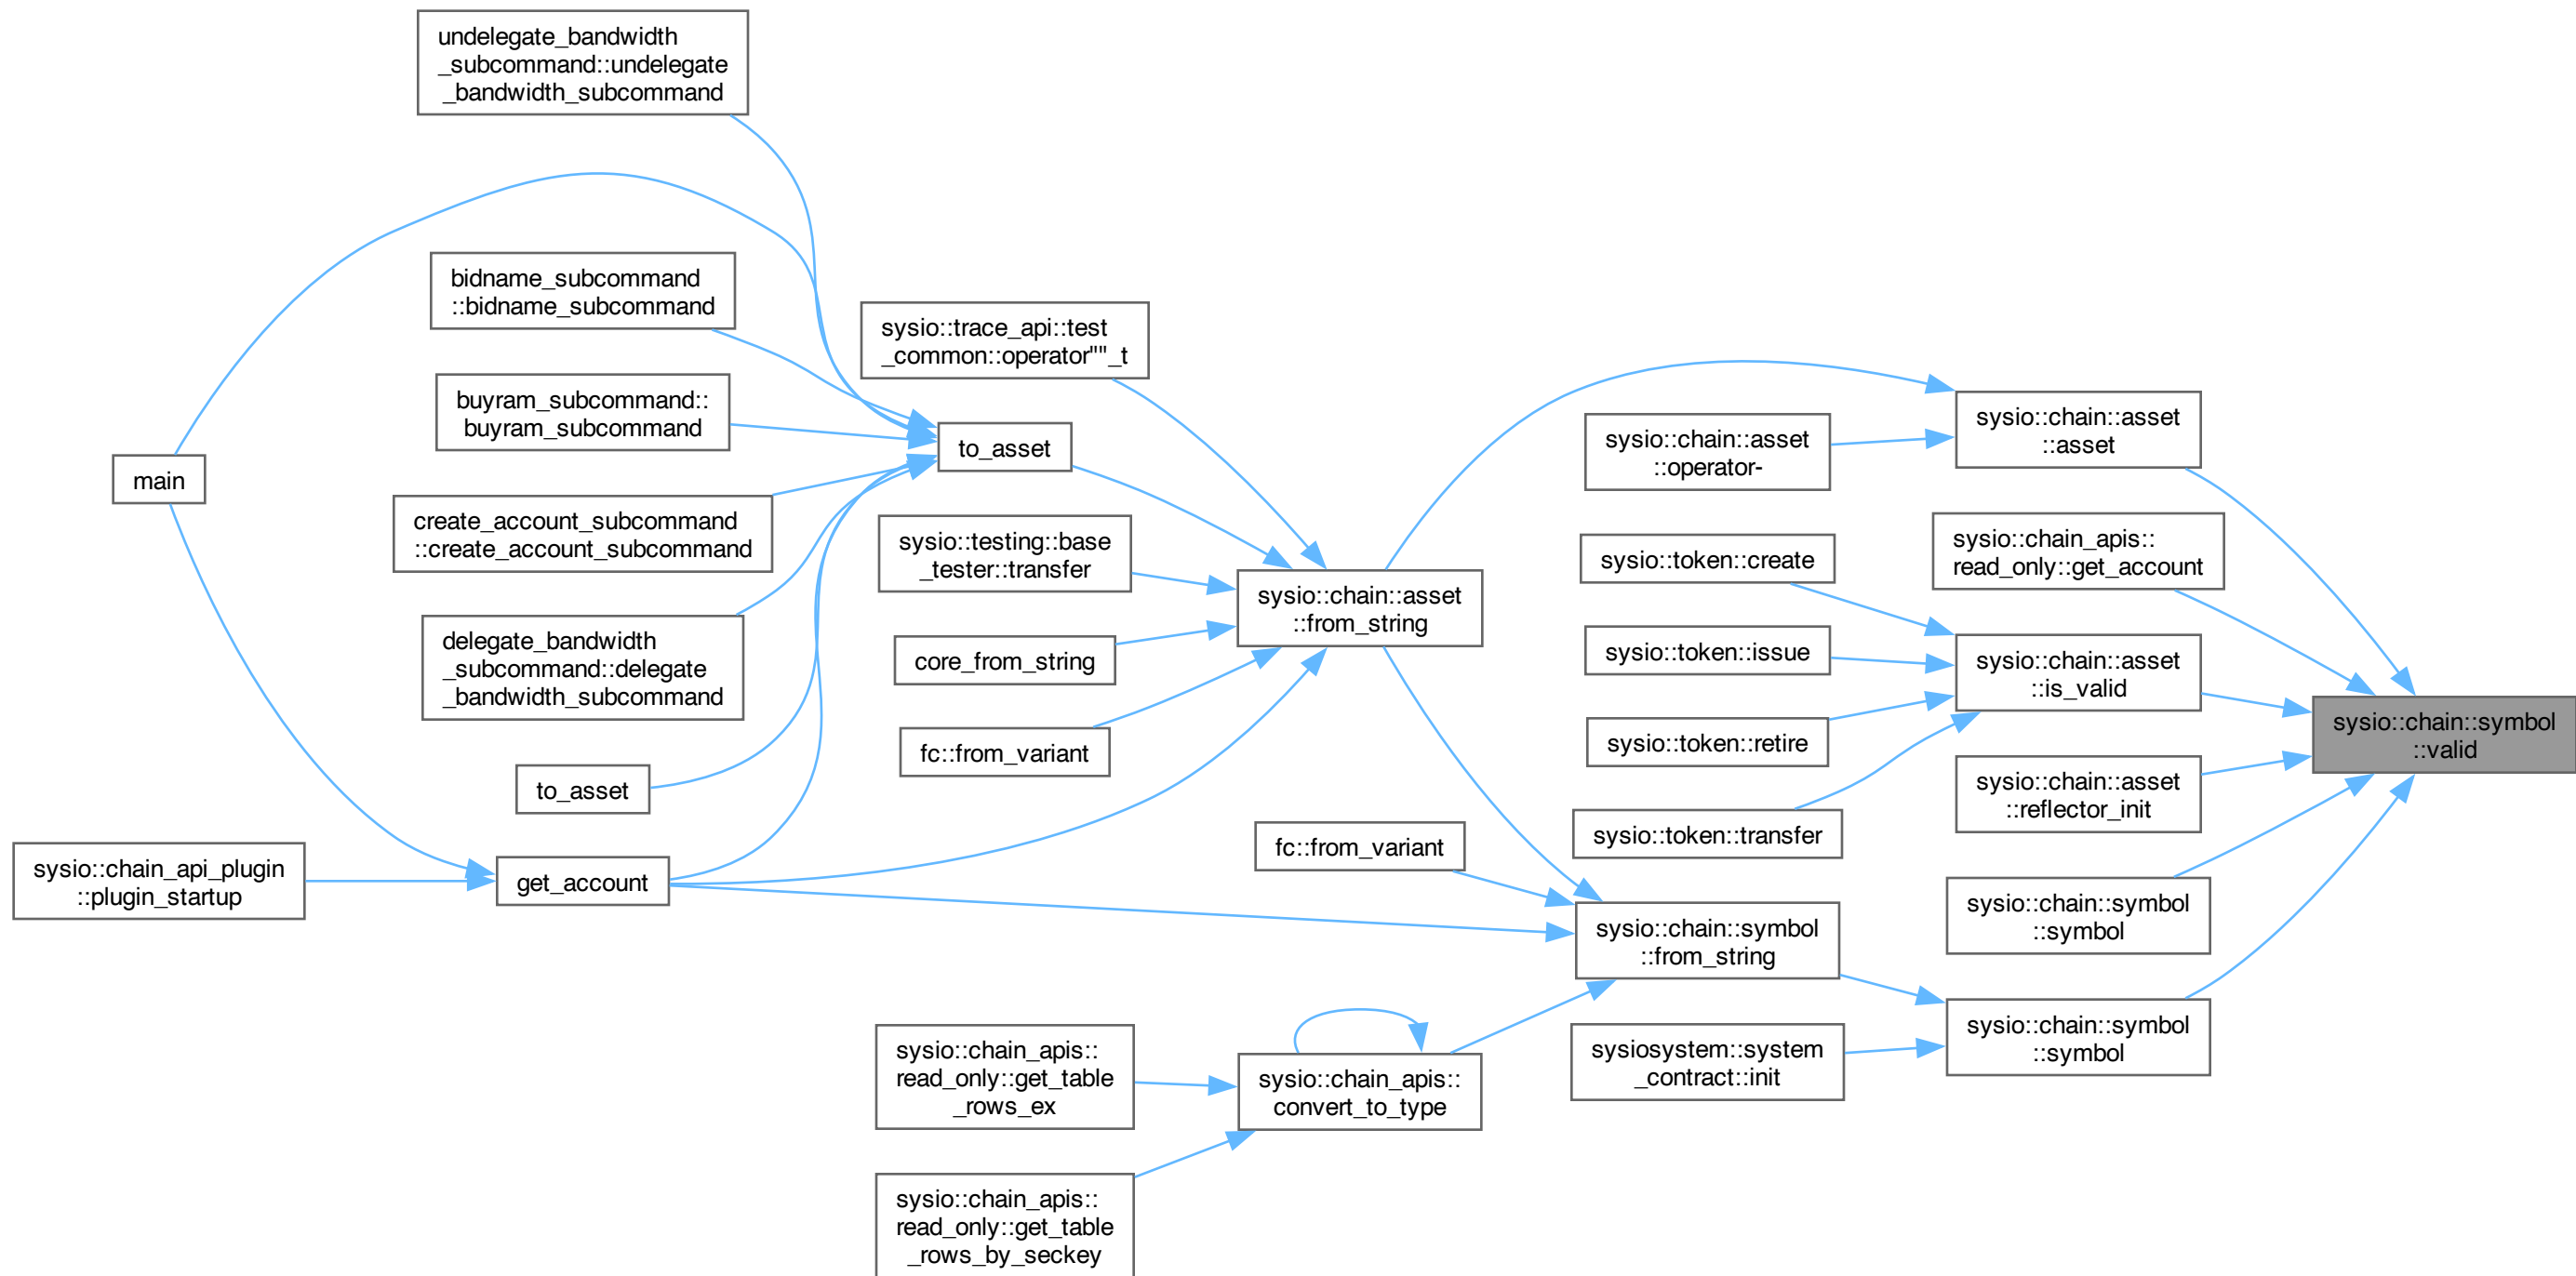 undelegate_bandwidth
_subcommand::undelegate
_bandwidth_subcommand
bidname_subcommand
::bidname_subcommand
buyram_subcommand::
buyram_subcommand
main
create_account_subcommand
::create_account_subcommand
delegate_bandwidth
_subcommand::delegate
_bandwidth_subcommand
to_asset
sysio::chain_api_plugin
::plugin_startup
get_account
sysio::trace_api::test
_common::operator""_t
to_asset
sysio::testing::base
_tester::transfer
core_from_string
fc::from_variant
sysio::chain::asset
::from_string
fc::from_variant
sysio::chain_apis::
read_only::get_table
_rows_ex
sysio::chain_apis::
convert_to_type
sysio::chain_apis::
read_only::get_table
_rows_by_seckey
sysio::chain::asset
::operator-
sysio::token::create
sysio::token::issue
sysio::token::retire
sysio::token::transfer
sysio::chain::symbol
::from_string
sysiosystem::system
_contract::init
sysio::chain::asset
::asset
sysio::chain_apis::
read_only::get_account
sysio::chain::asset
::is_valid
sysio::chain::asset
::reflector_init
sysio::chain::symbol
::symbol
sysio::chain::symbol
::symbol
sysio::chain::symbol
::valid